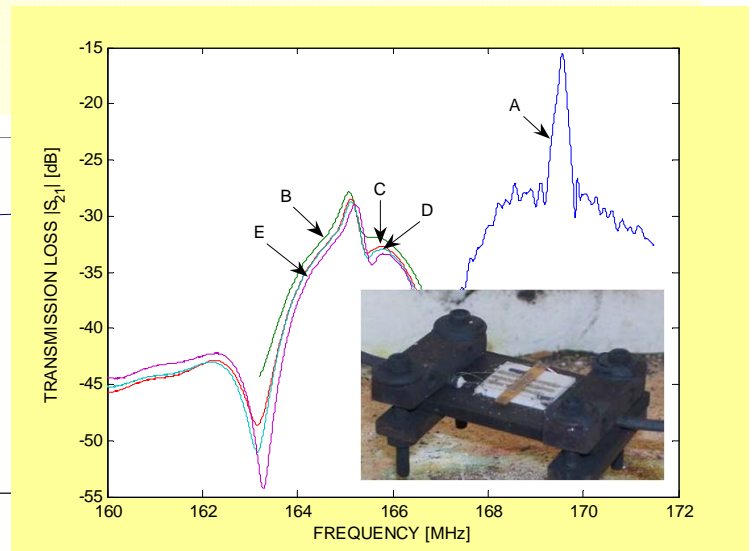 -15
-20
-25
-30
-35
-40
-45
-50
-55
160
162
164
166
168
170
172
TRANSMISSION LOSS |S21| [dB]
FREQUENCY [MHz]
A
B
C
D
E